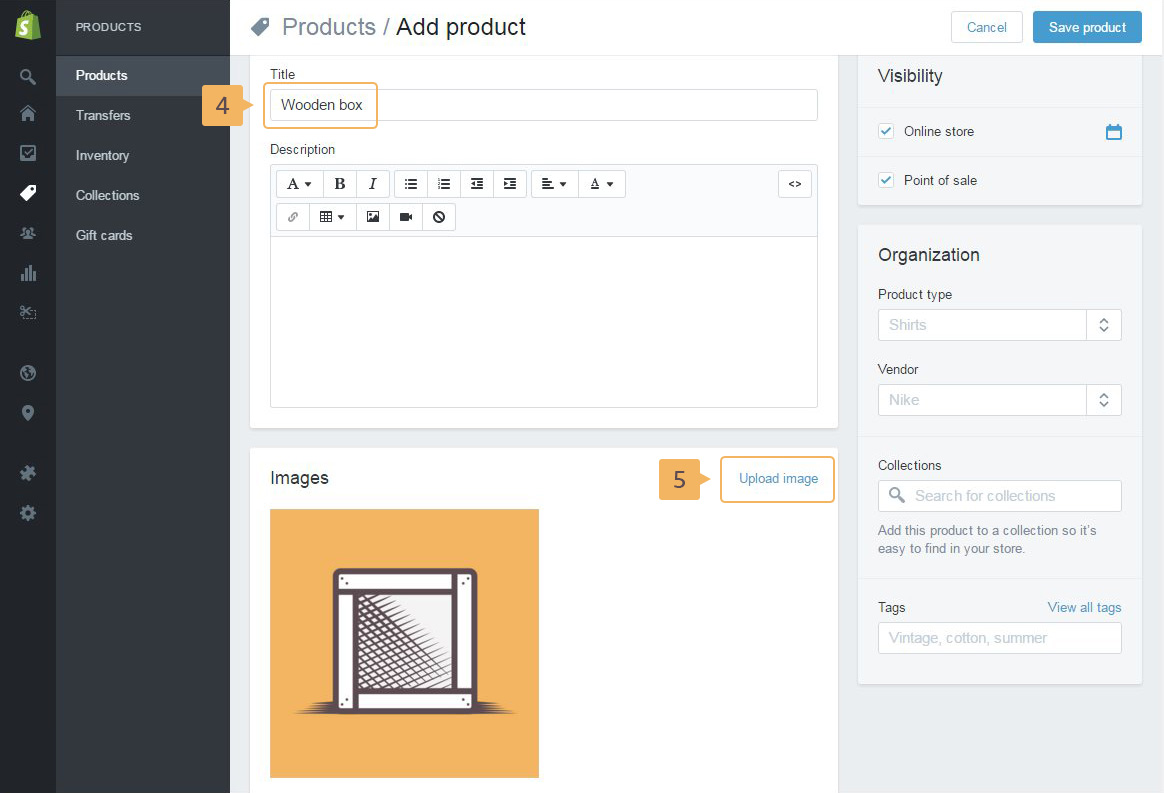 PRODUCTS
Products / Add product
Cancel
Save product
Products
Transfers
Inventory
Collections
Gift cards
Title
4
Wooden box
Description
A
B
I
A
<>
Images
5
Upload image
Visibility
Online store
Point of sale
Organization
Product type
Shirts
Vendor
Nike
Collections
Search for collections
Add this product to a collection so it's
easy to find in your store.
Tags
View all tags
Vintage, cotton, summer